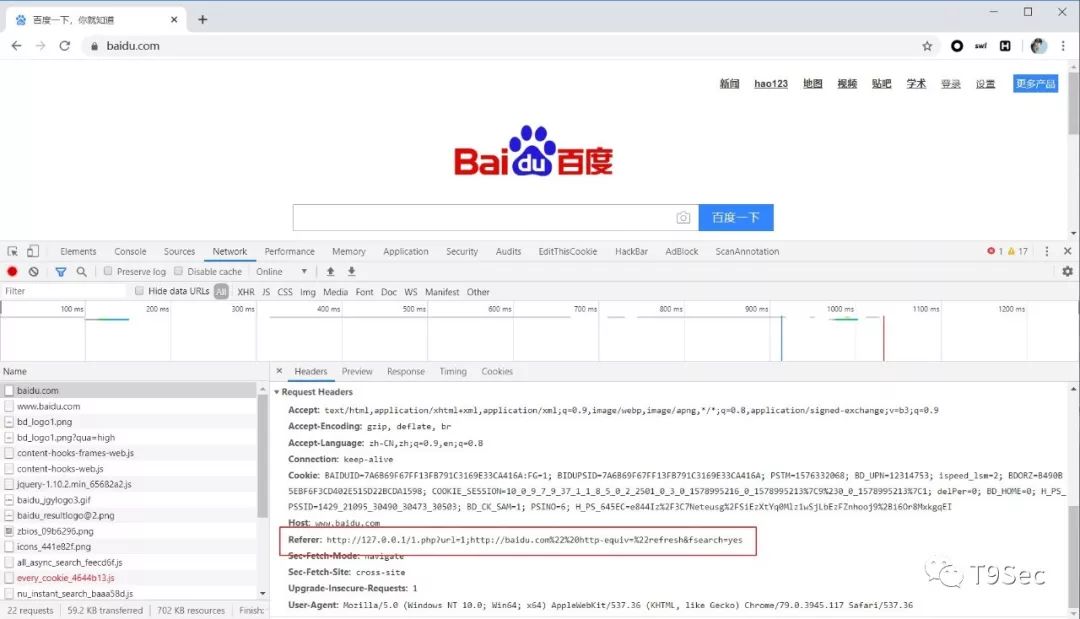 百度一下，你就知道
baidu.com
新闻 hao123 地图 视频 贴吧 学术 登录 设置 更多产品
Bai du 百度
百度一下
Elements Console Sources Network Performance Memory Application Security Audits EditThisCookie HackBar AdBlock ScanAnnotation 1 17
Preserve log Disable cache Online
Filter Hide data URLs All XHR JS CSS Img Media Font Doc WS Manifest Other
100 ms 200 ms 300 ms 400 ms 500 ms 600 ms 700 ms 800 ms 900 ms 1000 ms 1100 ms 1200 ms
Name
baidu.com
www.baidu.com
bd_logo1.png
bd_logo1.png?qua=high
content-hooks-frames-web.js
content-hooks-web.js
jquery-1.10.2.min_65682a2.js
baidu_jgylogo3.gif
baidu_resultlogo@2.png
zbios_09b6296.png
icons_441e82f.png
all_async_search_feecd6f.js
every_cookie_4644b13.js
nu_instant_search_baaa58d.js
22 requests 59.2 KB transferred 702 KB resources Finish:
Headers Preview Response Timing Cookies
Request Headers
Accept: text/html,application/xhtml+xml,application/xml;q=0.9,image/webp,image/apng,*/*;q=0.8,application/signed-exchange;v=b3;q=0.9
Accept-Encoding: gzip, deflate, br
Accept-Language: zh-CN,zh;q=0.9,en;q=0.8
Connection: keep-alive
Cookie: BAIDUID=7A6B69F67FF13FB791C3169E33CA416A:FG=1; BIDUPSID=7A6B69F67FF13FB791C3169E33CA416A; PSTM=1576332068; BD_UPN=12314753; ispeed_lsm=2; BDORZ=B490B
5EBF6F3CD402E515D22BCDA1598; COOKIE_SESSION=10_0_9_7_9_37_1_1_8_5_0_2_2501_0_3_0_1578995216_0_1578995213%7C9%230_0_1578995213%7C1; delPer=0; BD_HOME=0; H_PS_
PSSID=1429_21095_30490_30473_30503; BD_CK_SAM=1; PSINO=6; H_PS_645EC=e844Iz%2F3C7Neteusg%2FSiEzXtYq0Mlz1wSjLbEzFZnhooj9%2Bi6Or8MxkgqEI
Host: www.baidu.com
Referer: http://127.0.0.1/1.php?url=1;http://baidu.com%22%20http-equiv=%22refresh&fsearch=yes
Sec-Fetch-Mode: navigate
Sec-Fetch-Site: cross-site
Upgrade-Insecure-Requests: 1
User-Agent: Mozilla/5.0 (Windows NT 10.0; Win64; x64) AppleWebKit/537.36 (KHTML, like Gecko) Chrome/79.0.3945.117 Safari/537.36
T9Sec